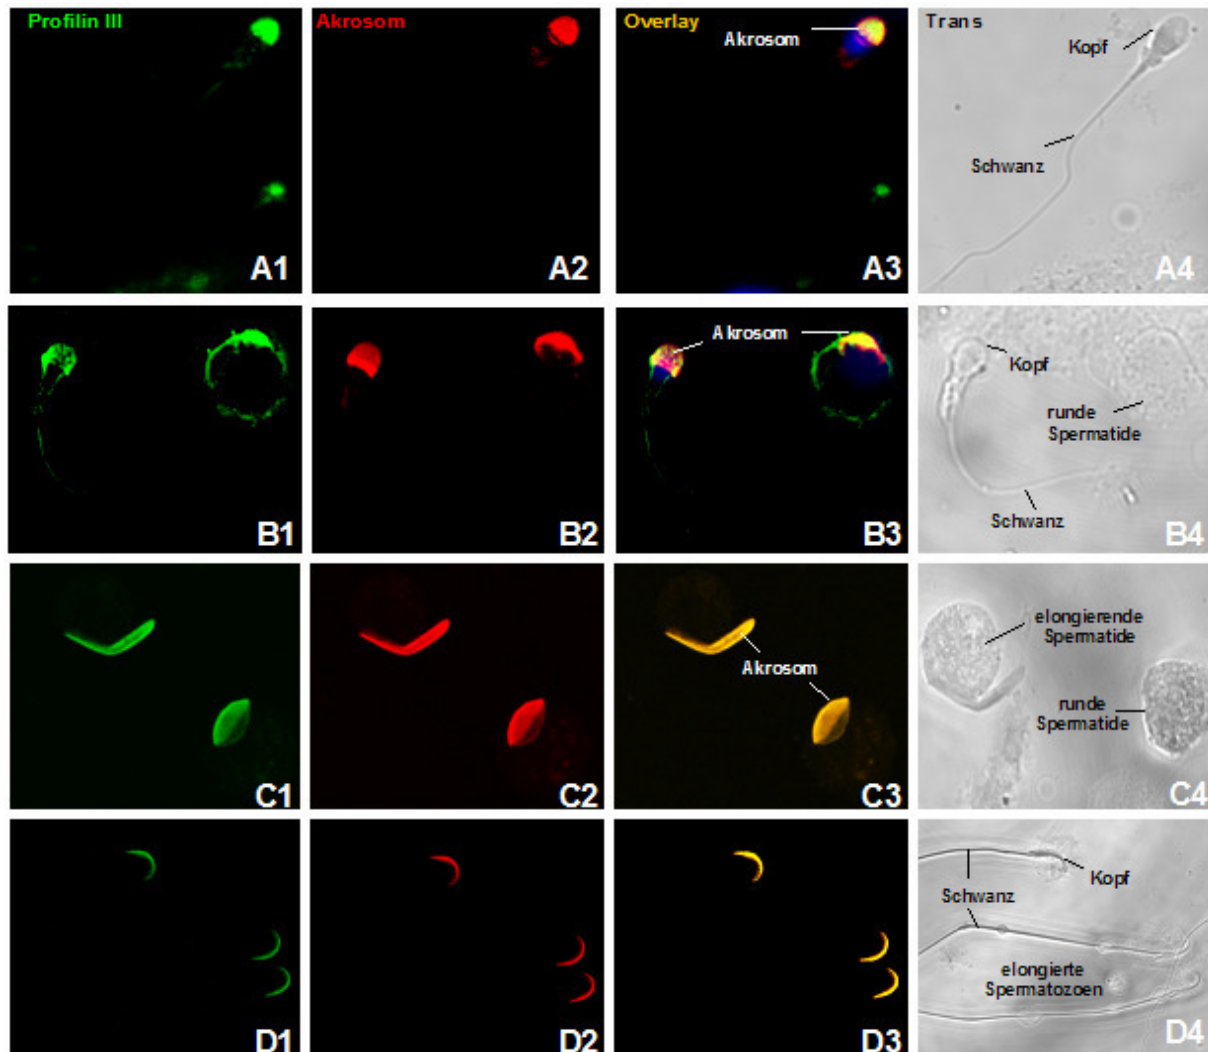 Profilin III
Akrosom
Overlay
Trans
Akrosom
Kopf
Schwanz
A1
A2
A3
A4
Akrosom
Kopf
runde
Spermatide
Schwanz
B1
B2
B3
B4
Akrosom
elongierende
Spermatide
runde
Spermatide
C1
C2
C3
C4
Kopf
Schwanz
elongierte
Spermatozoen
D1
D2
D3
D4